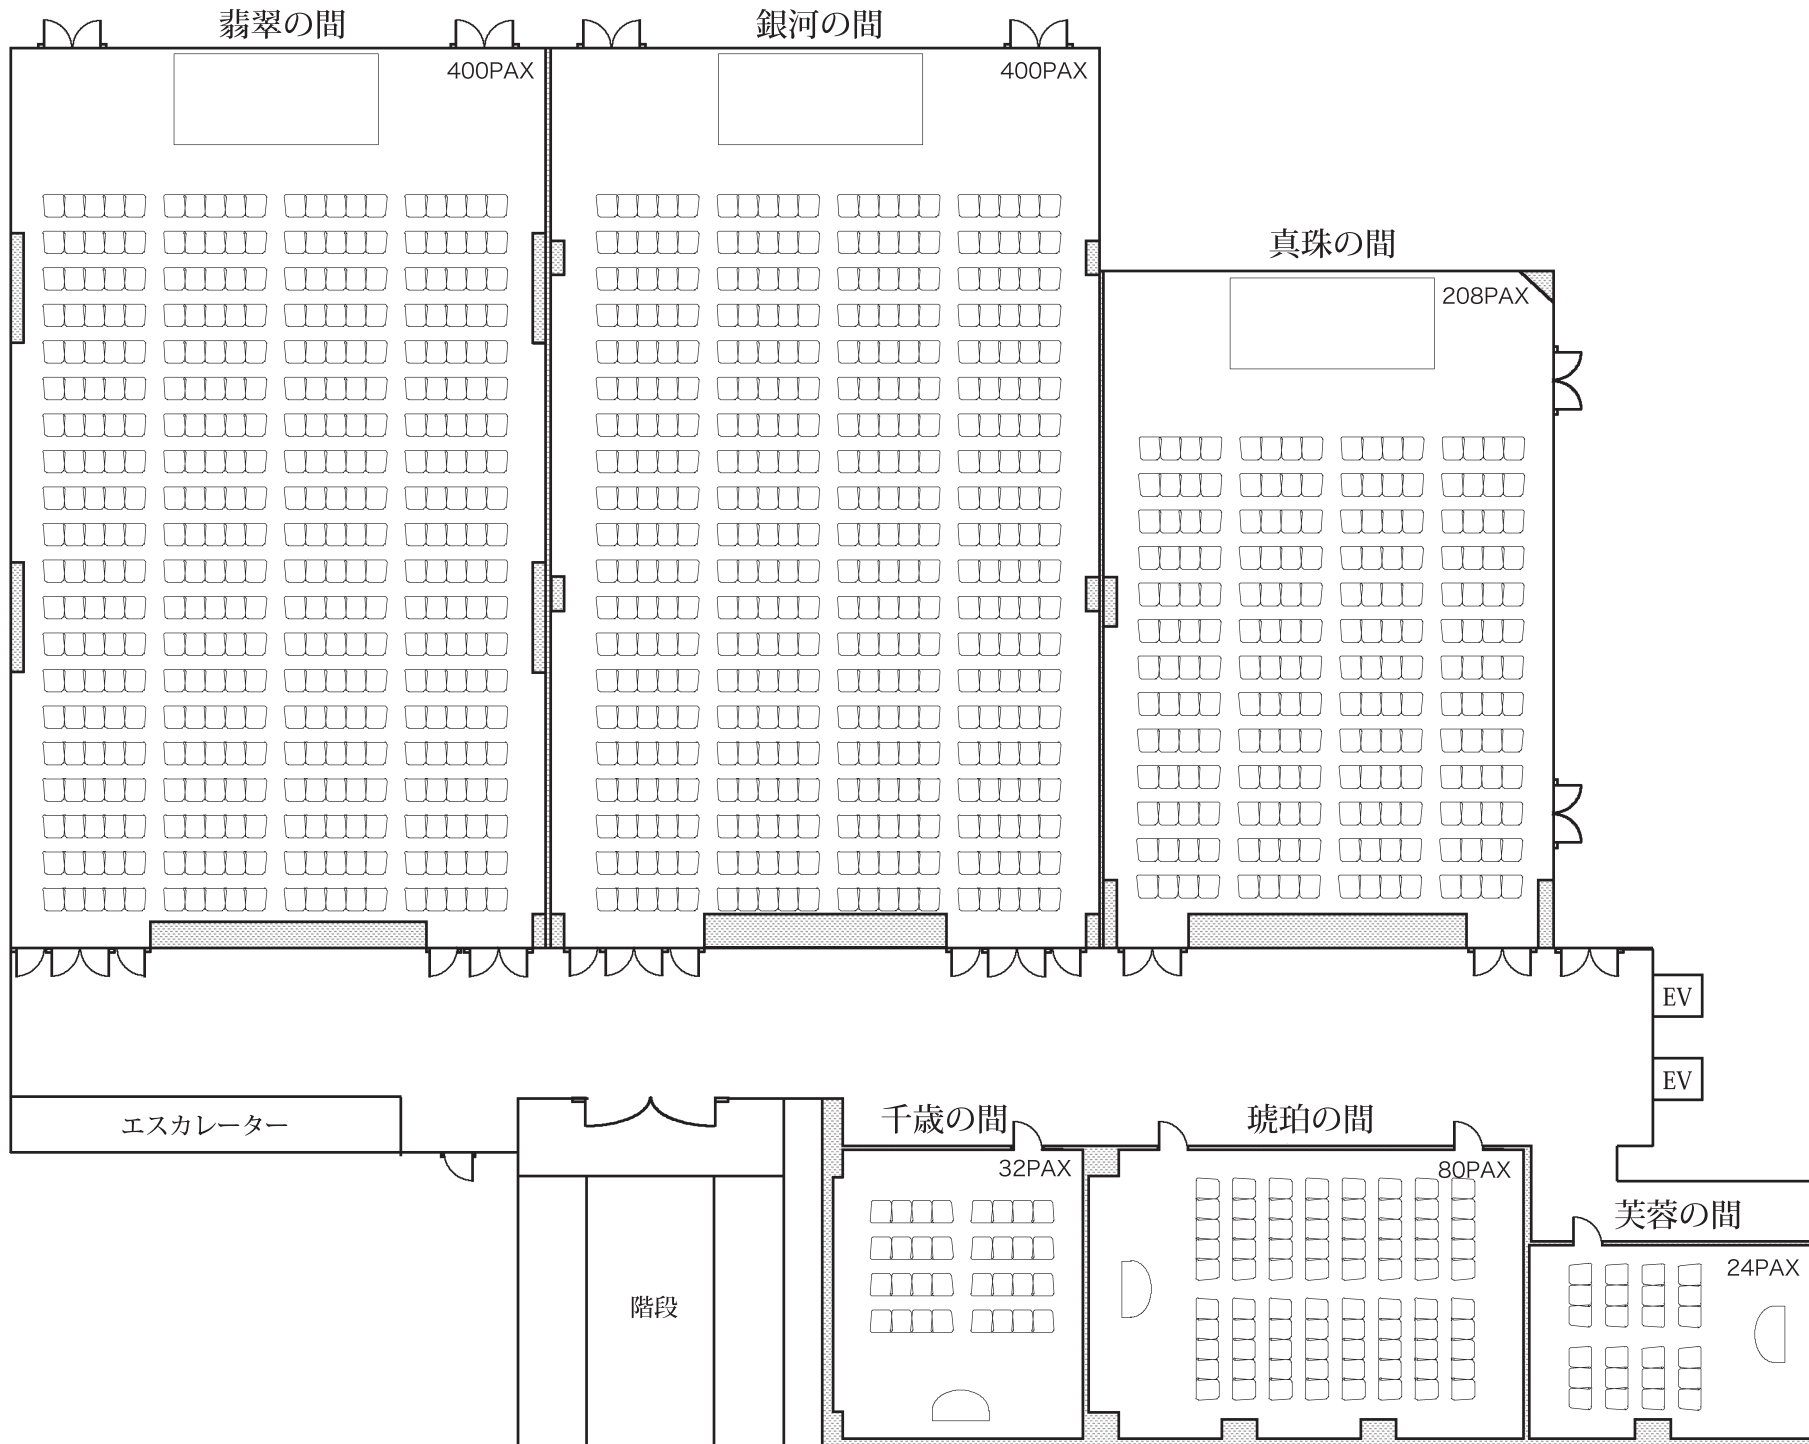 翡翠の間
銀河の間
400PAX
400PAX
真珠の間
208PAX
EV
EV
エスカレーター
千歳の間
琥珀の間
32PAX
80PAX
芙蓉の間
24PAX
階段